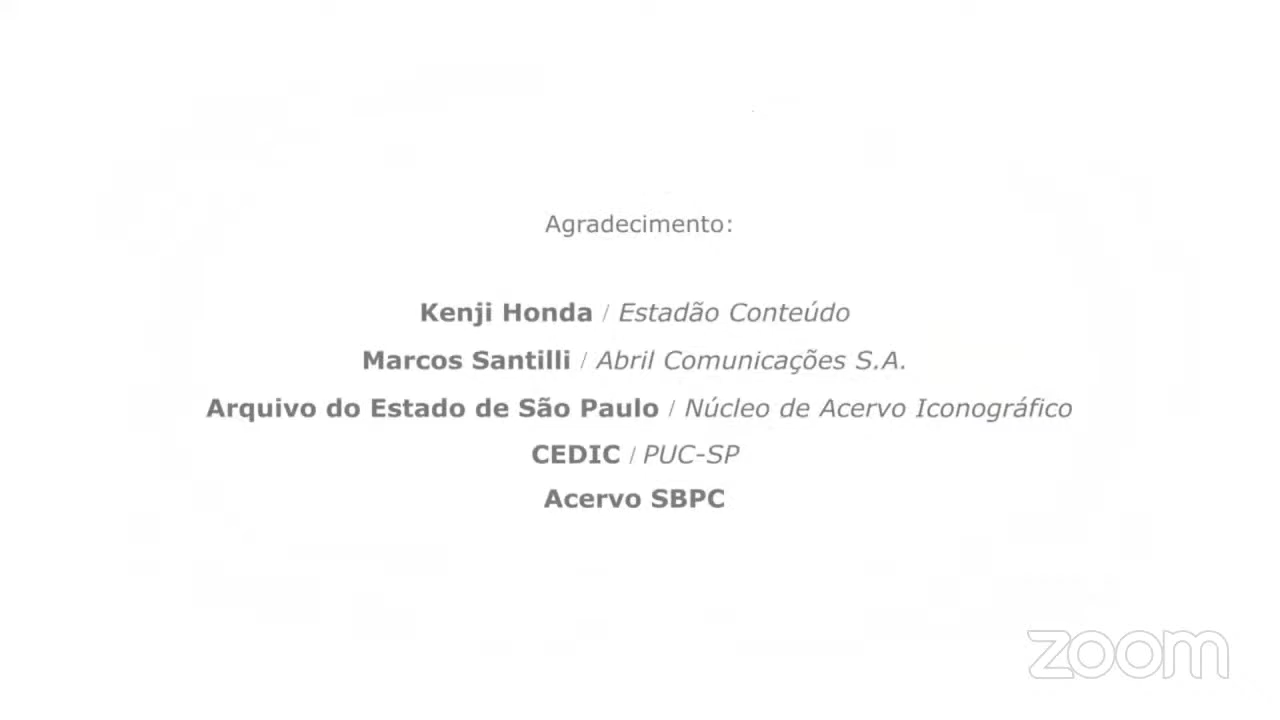 Agradecimento:
Kenji Honda / Estadão Conteúdo
Marcos Santilli / Abril Comunicações S.A.
Arquivo do Estado de São Paulo / Núcleo de Acervo Iconográfico
CEDIC / PUC-SP
Acervo SBPC
zoom